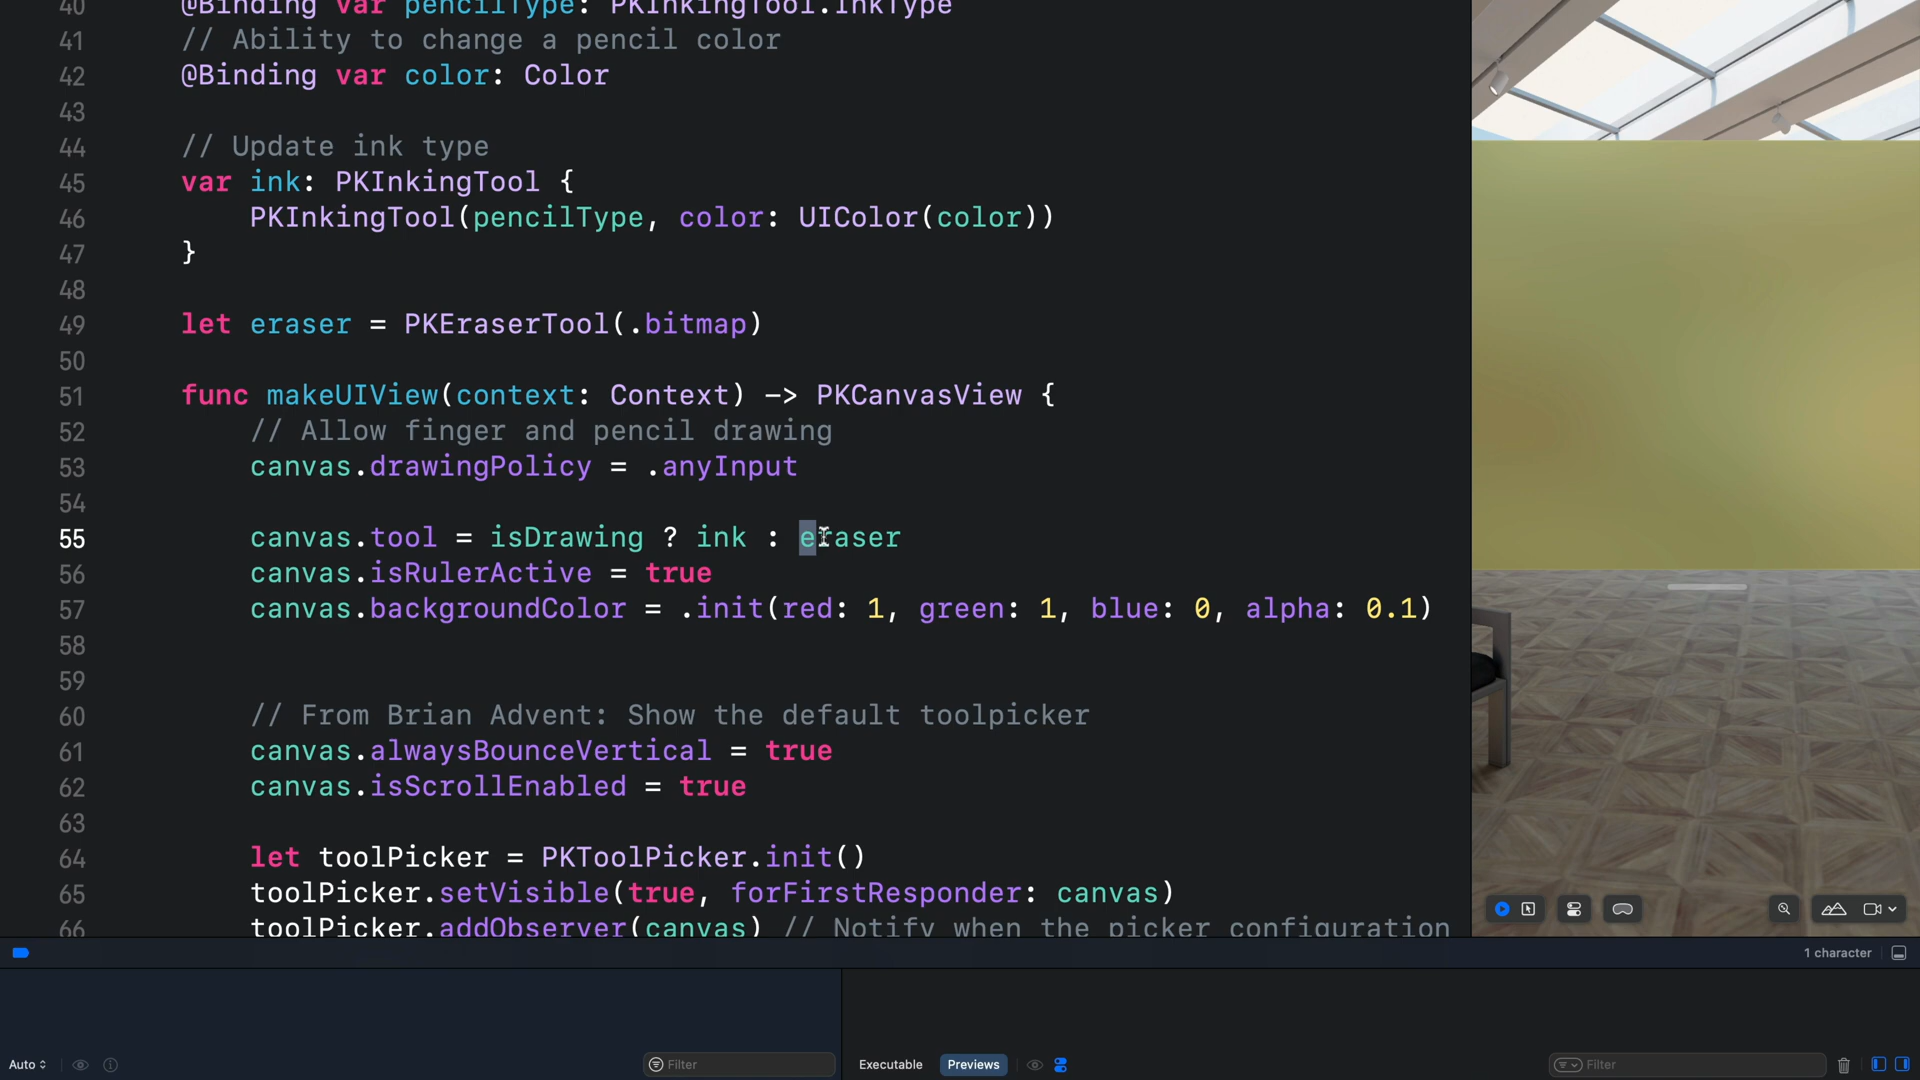 40 @Binding var pencilType: PKInkingTool.InkType
41 // Ability to change a pencil color
42 @Binding var color: Color
43
44 // Update ink type
45 var ink: PKInkingTool {
46 PKInkingTool(pencilType, color: UIColor(color))
47 }
48
49 let eraser = PKEraserTool(.bitmap)
50
51 func makeUIView(context: Context) -> PKCanvasView {
52 // Allow finger and pencil drawing
53 canvas.drawingPolicy = .anyInput
54
55 canvas.tool = isDrawing ? ink : eraser
56 canvas.isRulerActive = true
57 canvas.backgroundColor = .init(red: 1, green: 1, blue: 0, alpha: 0.1)
58
59
60 // From Brian Advent: Show the default toolpicker
61 canvas.alwaysBounceVertical = true
62 canvas.isScrollEnabled = true
63
64 let toolPicker = PKToolPicker.init()
65 toolPicker.setVisible(true, forFirstResponder: canvas)
66 toolPicker.addObserver(canvas) // Notify when the picker configuration
1 character
Auto
Filter
Executable Previews
Filter